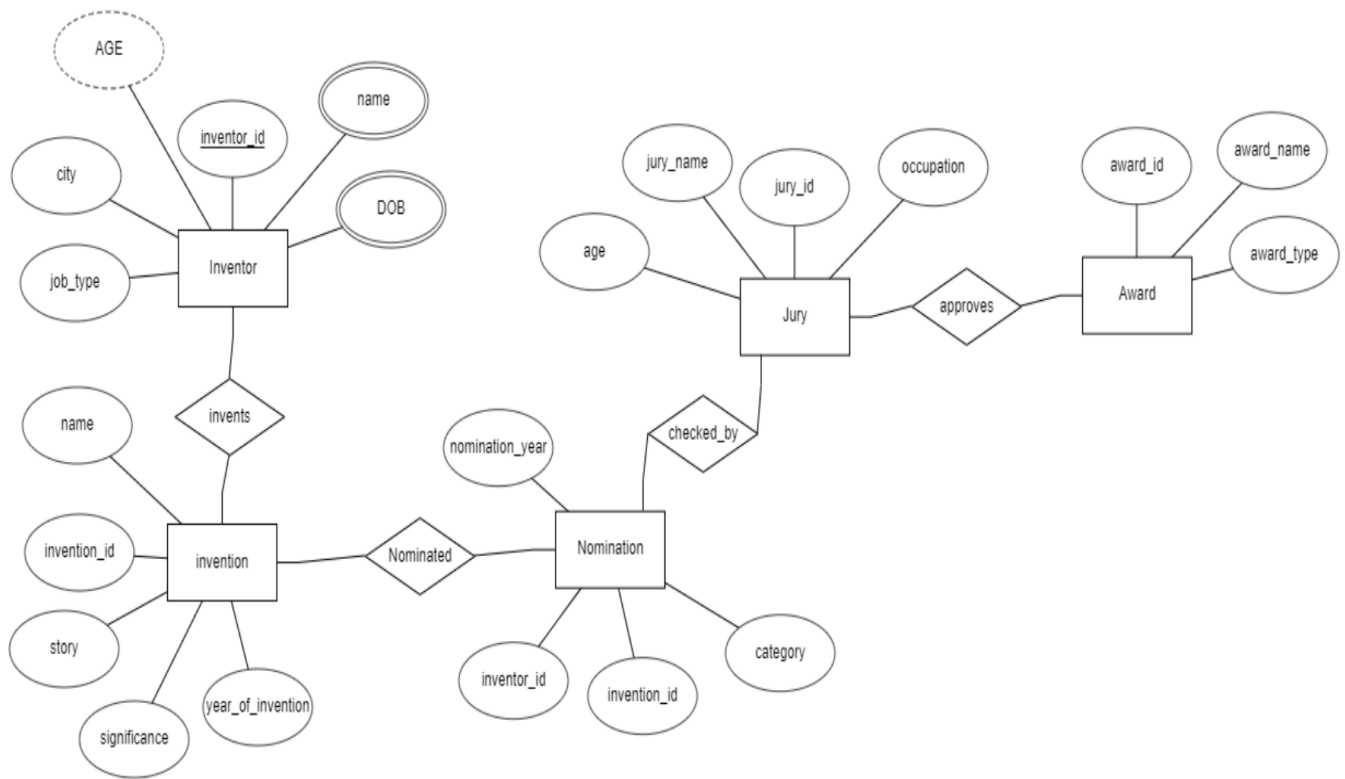 AGE
name
inventor_id
city
DOB
Inventor
job_type
invents
name
invention_id
invention
story
significance
year_of_invention
Nominated
nomination_year
Nomination
inventor_id
invention_id
category
checked_by
jury_name
jury_id
occupation
age
Jury
approves
award_id
award_name
award_type
Award